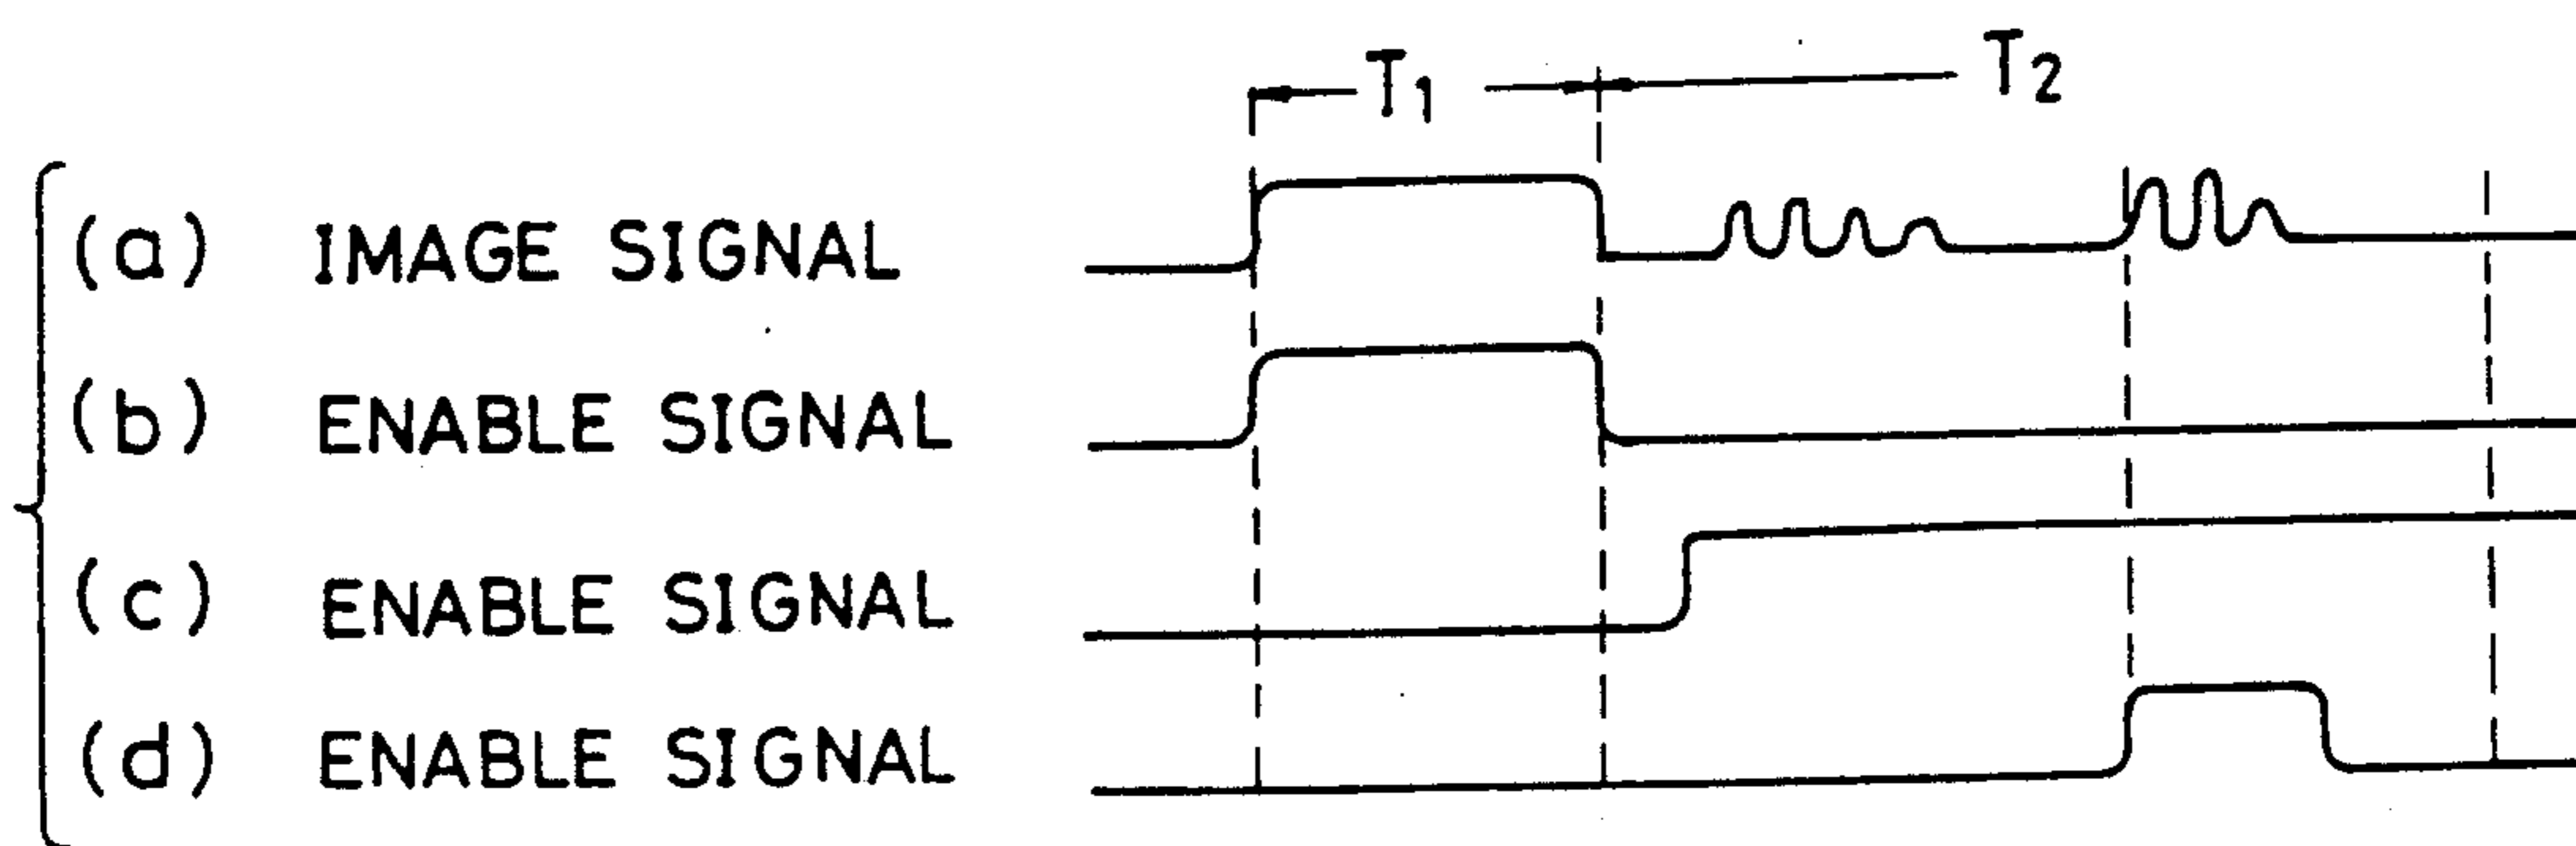 T1 T2
(a) IMAGE SIGNAL
(b) ENABLE SIGNAL
(c) ENABLE SIGNAL
(d) ENABLE SIGNAL